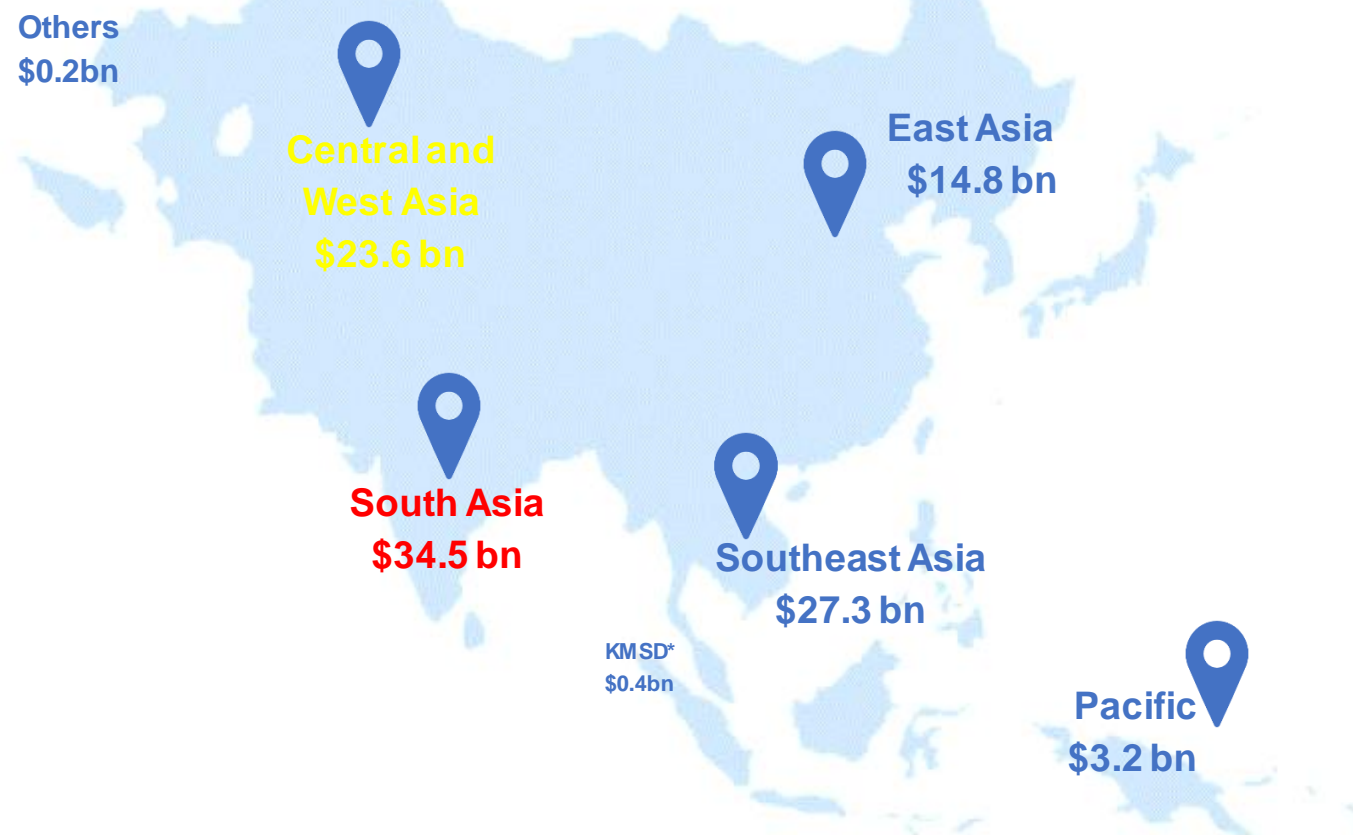 Others
$0.2bn
Central and
West Asia
$23.6 bn
East Asia
$14.8 bn
South Asia
$34.5 bn
Southeast Asia
$27.3 bn
KMSD*
$0.4bn
Pacific
$3.2 bn